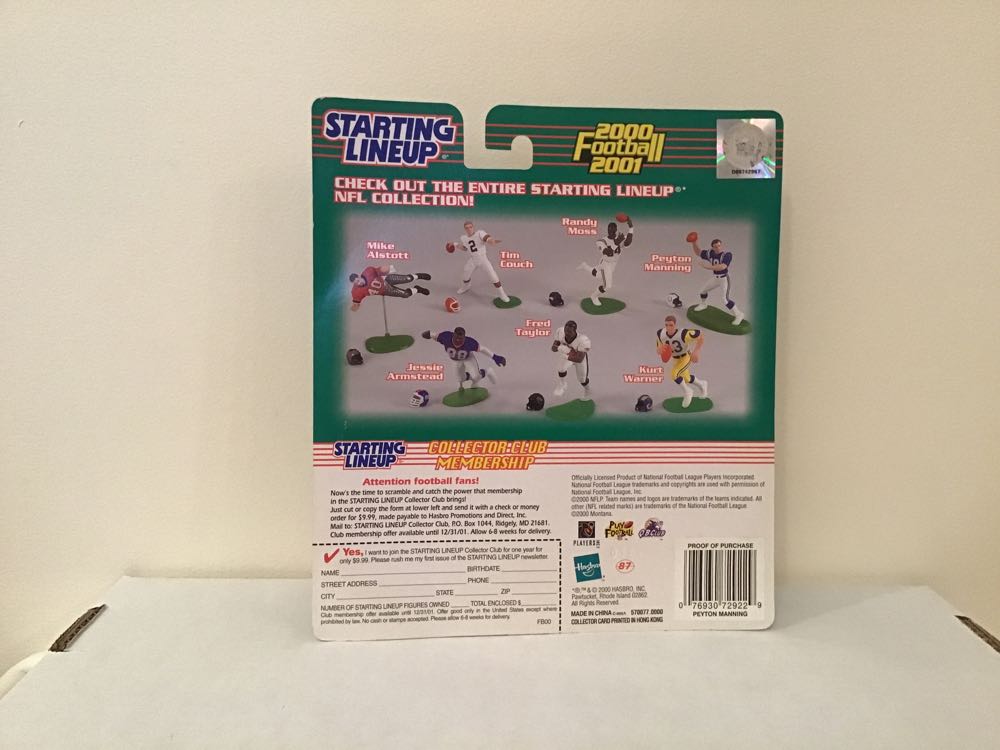 STARTING
LINEUP®
2000
Football
2001
CHECK OUT THE ENTIRE STARTING LINEUP®*
NFL COLLECTION!
Mike
Alstott
Tim
Couch
Randy
Moss
Peyton
Manning
Jessie
Armstead
Fred
Taylor
Kurt
Warner
STARTING
LINEUP
COLLECTOR CLUB
MEMBERSHIP
Attention football fans!
Now's the time to scramble and catch the power that membership
in the STARTING LINEUP Collector Club brings!
Just cut or copy the form at lower left and send it with a check or money
order for $9.99, made payable to Hasbro Promotions and Direct, Inc.
Mail to: STARTING LINEUP Collector Club, P.O. Box 1044, Ridgely, MD 21681.
Club membership offer available until 12/31/01. Allow 6-8 weeks for delivery.
Yes, I want to join the STARTING LINEUP Collector Club for one year for
only $9.99. Please rush me my first issue of the STARTING LINEUP newsletter.
NAME BIRTHDATE
STREET ADDRESS PHONE
CITY STATE ZIP
NUMBER OF STARTING LINEUP FIGURES OWNED TOTAL ENCLOSED $
Club membership offer available until 12/31/01. Offer good only in the United States except where
prohibited by law. No cash or stamps accepted. Please allow 6-8 weeks for delivery.
FB00
Officially Licensed Product of National Football League Players Incorporated
National Football League trademarks and copyrights are used with permission of
National Football League, Inc.
©2000 NFLP. Team names and logos are trademarks of the teams indicated. All
other (NFL related marks) are trademarks of the National Football League
©2000 Montana.
PLAYERS
PLAY
FOOTBALL
QB Club
Hasbro
87
*®,™ & © 2000 HASBRO, INC.
Pawtucket, Rhode Island 02862.
All Rights Reserved.
MADE IN CHINA 570077.0000
COLLECTOR CARD PRINTED IN HONG KONG
PROOF OF PURCHASE
0 76930 72922 9
PEYTON MANNING